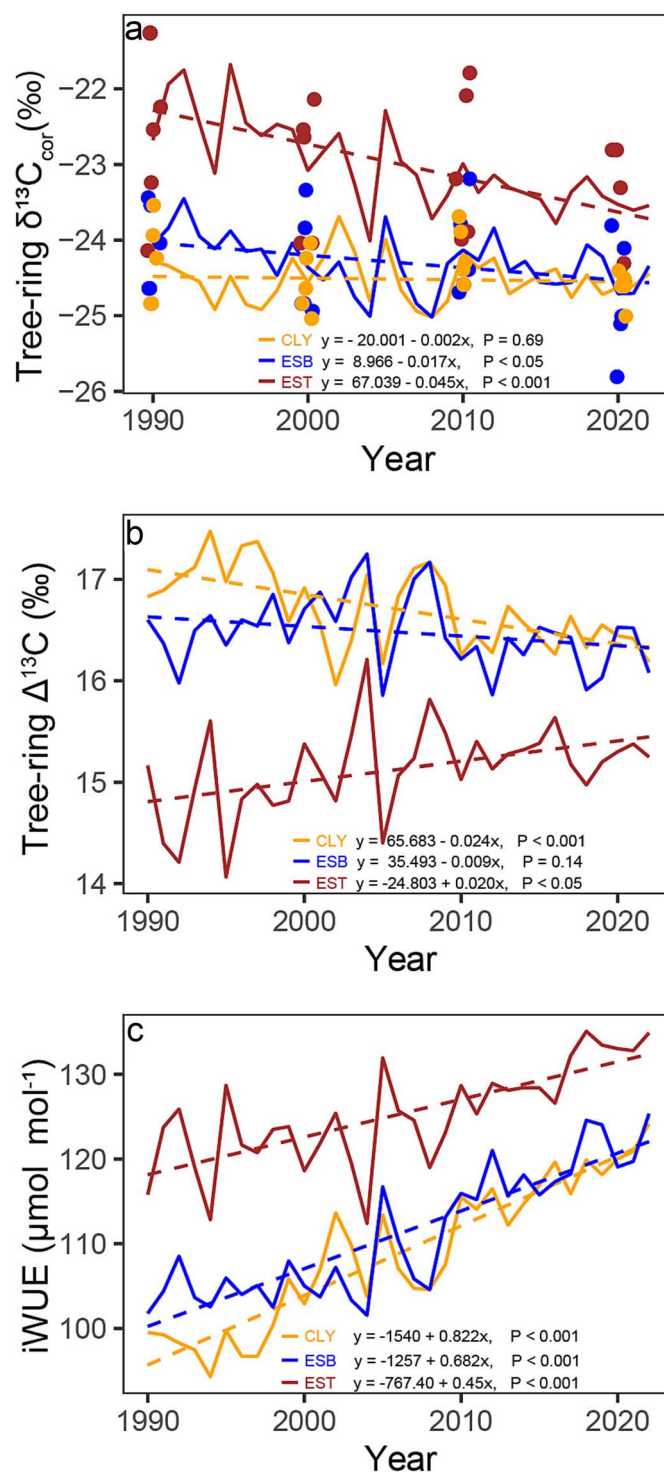 a
Tree-ring δ¹³C_cor(‰)
−22
−23
−24
−25
−26
CLY y = - 20.001 - 0.002x, P = 0.69
ESB y = 8.966 - 0.017x, P < 0.05
EST y = 67.039 - 0.045x, P < 0.001
1990 2000 2010 2020
Year
b
Tree-ring Δ¹³C (‰)
17
16
15
14
CLY y = 65.683 - 0.024x, P < 0.001
ESB y = 35.493 - 0.009x, P = 0.14
EST y = -24.803 + 0.020x, P < 0.05
1990 2000 2010 2020
Year
c
iWUE (μmol mol⁻¹)
130
120
110
100
CLY y = -1540 + 0.822x, P < 0.001
ESB y = -1257 + 0.682x, P < 0.001
EST y = -767.40 + 0.45x, P < 0.001
1990 2000 2010 2020
Year